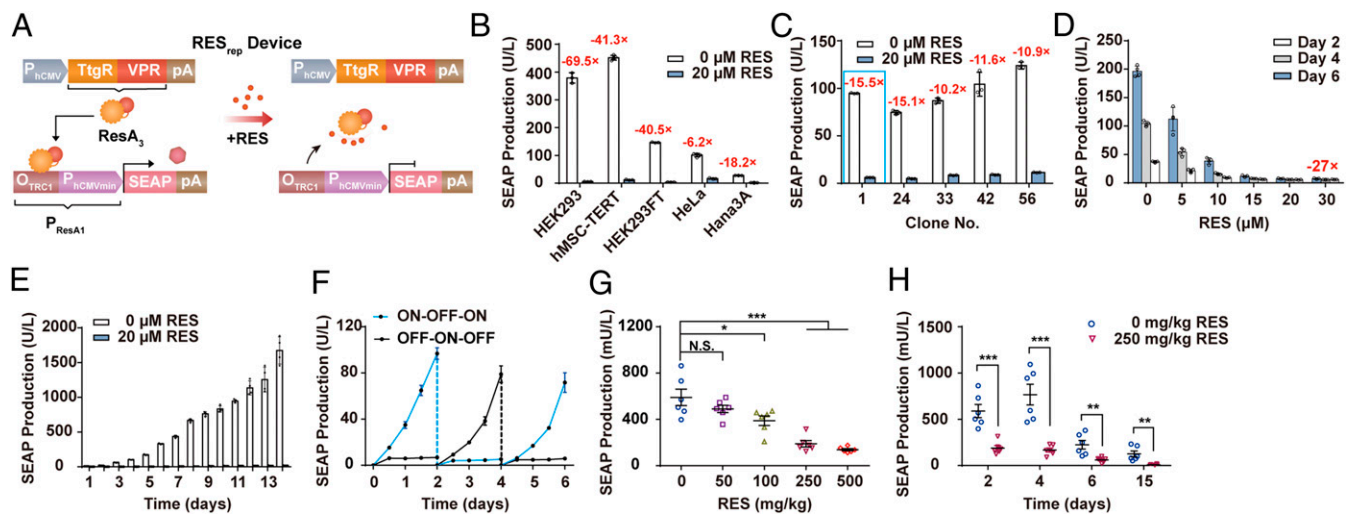 A
RESrep Device
PhCMV TtgR VPR pA
PhCMV TtgR VPR pA
ResA3
+RES
OTRC1 PhCMVmin SEAP pA
OTRC1 PhCMVmin SEAP pA
PResA1
B
0 μM RES
20 μM RES
SEAP Production (U/L)
500
400
300
200
100
0
-69.5×
-41.3×
-40.5×
-6.2×
-18.2×
HEK293
hMSC-TERT
HEK293FT
HeLa
Hana3A
C
0 μM RES
20 μM RES
SEAP Production (U/L)
150
100
50
0
-15.5×
-15.1×
-10.2×
-11.6×
-10.9×
1 24 33 42 56
Clone No.
D
Day 2
Day 4
Day 6
SEAP Production (U/L)
250
200
150
100
50
0
-27×
0 5 10 15 20 30
RES (μM)
E
0 μM RES
20 μM RES
SEAP Production (U/L)
2000
1500
1000
500
0
1 3 5 7 9 11 13
Time (days)
F
ON-OFF-ON
OFF-ON-OFF
SEAP Production (U/L)
120
80
40
0
0 1 2 3 4 5 6
Time (days)
G
SEAP Production (mU/L)
1200
800
400
0
N.S.
*
***
0 50 100 250 500
RES (mg/kg)
H
0 mg/kg RES
250 mg/kg RES
SEAP Production (mU/L)
1500
1000
500
0
***
***
**
**
2 4 6 15
Time (days)